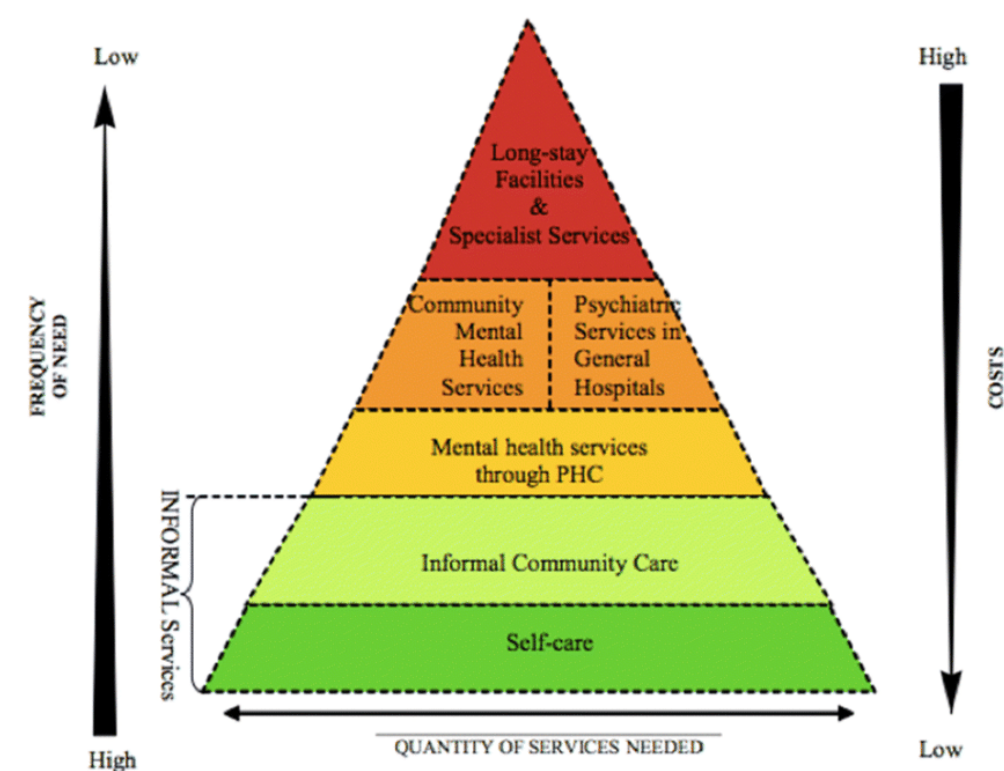 Low
High
Long-stay
Facilities
&
Specialist Services
Community
Mental
Health
Services
Psychiatric
Services in
General
Hospitals
FREQUENCY
OF NEED
COSTS
Mental health services
through PHC
INFORMAL Services
Informal Community Care
Self-care
QUANTITY OF SERVICES NEEDED
High
Low